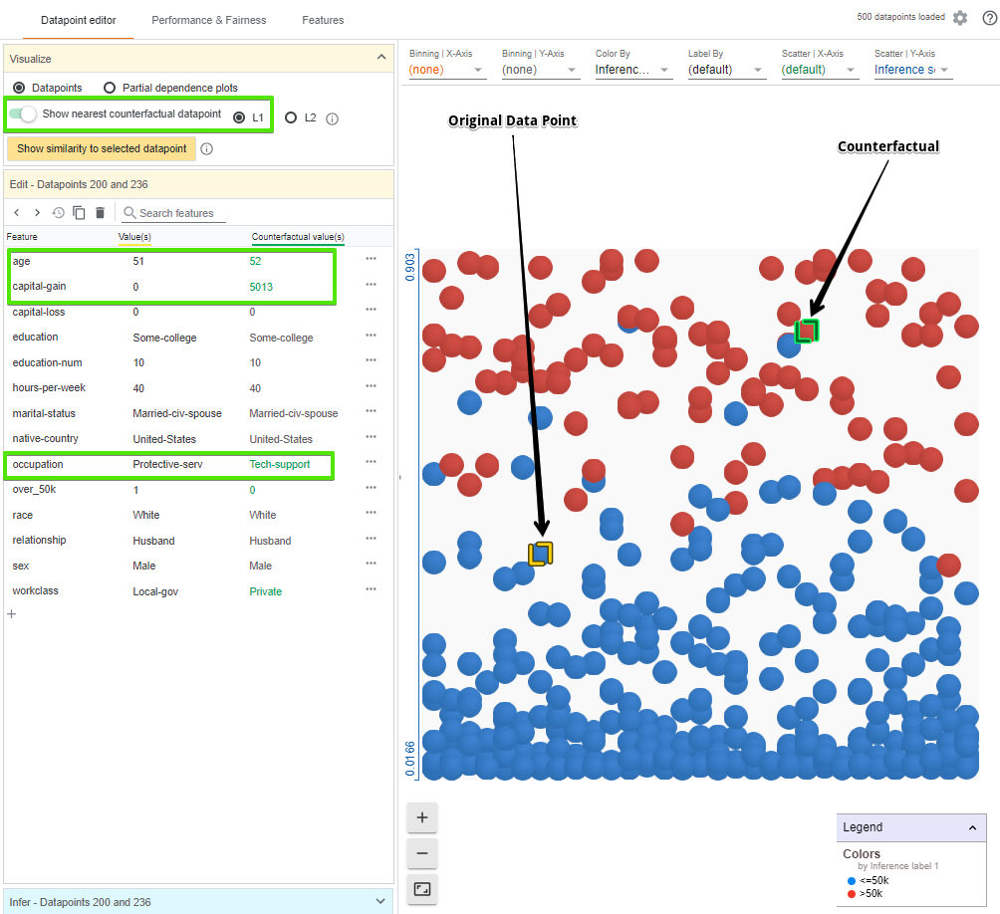 Datapoint editor Performance & Fairness Features 500 datapoints loaded
Visualize
Datapoints Partial dependence plots
Show nearest counterfactual datapoint L1 L2
Show similarity to selected datapoint
Edit - Datapoints 200 and 236
Search features
Feature Value(s) Counterfactual value(s)
age 51 52
capital-gain 0 5013
capital-loss 0 0
education Some-college Some-college
education-num 10 10
hours-per-week 40 40
marital-status Married-civ-spouse Married-civ-spouse
native-country United-States United-States
occupation Protective-serv Tech-support
over_50k 1 0
race White White
relationship Husband Husband
sex Male Male
workclass Local-gov Private
Infer - Datapoints 200 and 236
Binning | X-Axis Binning | Y-Axis Color By Label By Scatter | X-Axis Scatter | Y-Axis
(none) (none) Inferenc... (default) (default) Inference s
Original Data Point
Counterfactual
0.903
0.0166
Legend
Colors
by Inference label 1
<=50k
>50k